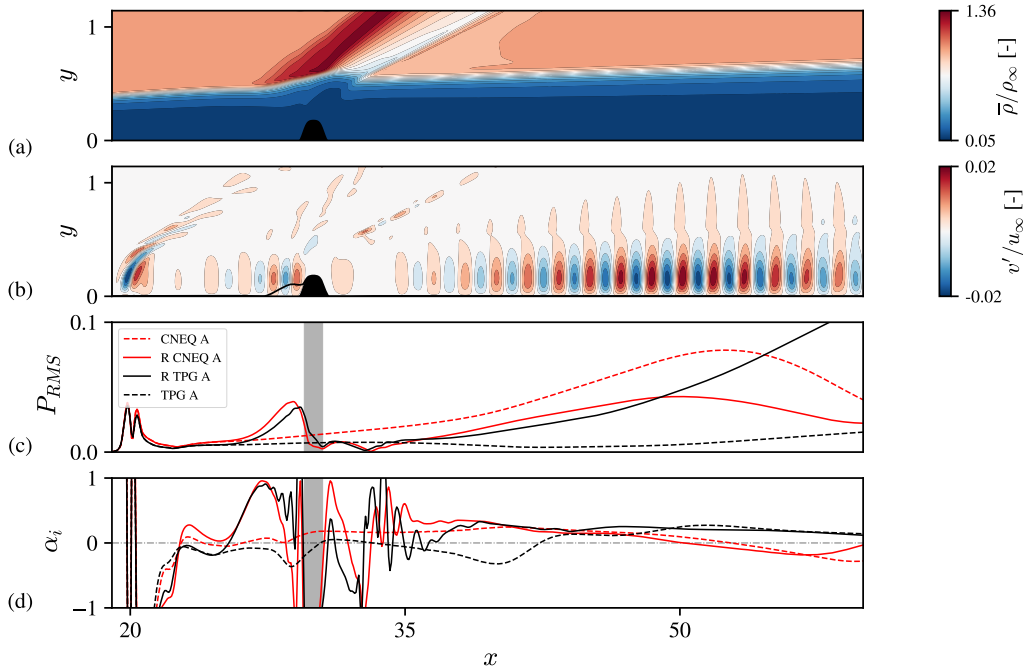 1
y
0
(a)
1.36
ρ̅/ρ∞ [-]
0.05
1
y
0
(b)
0.02
v′/u∞ [-]
-0.02
0.1
P_RMS
0.0
(c)
CNEQ A
R CNEQ A
R TPG A
TPG A
1
α_i
0
−1
(d)
20
35
50
x